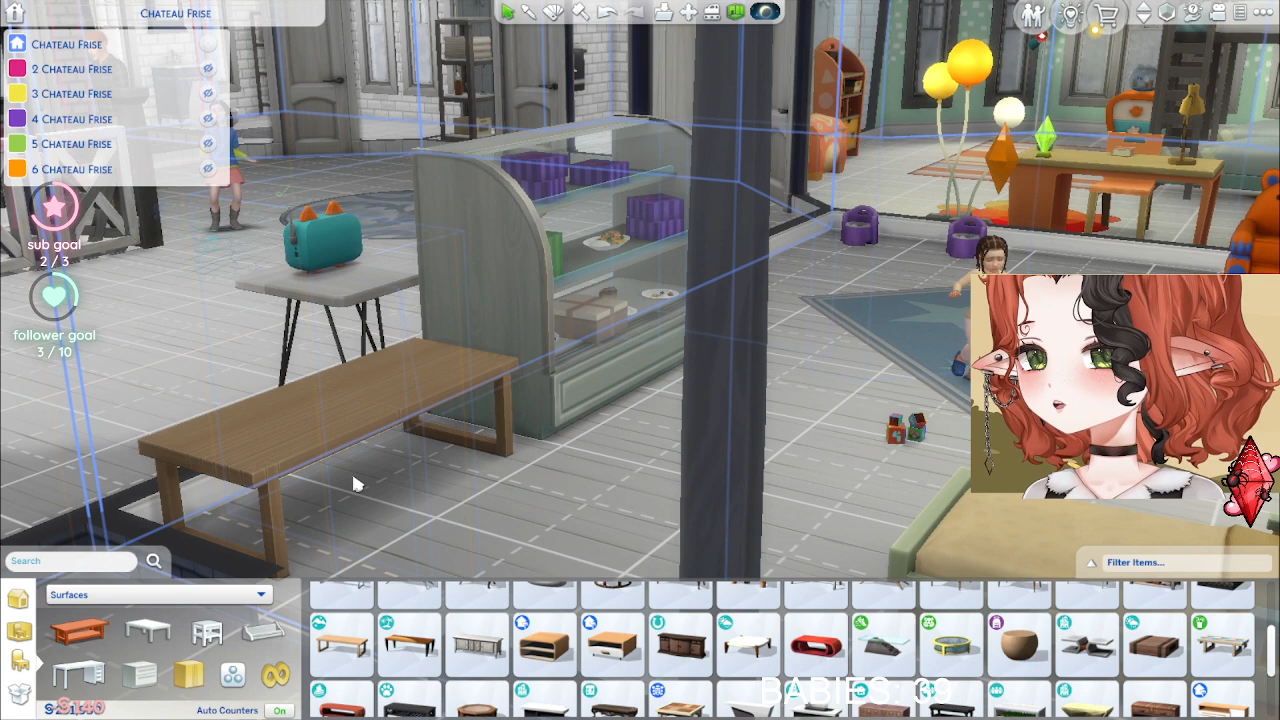 CHATEAU FRISE
CHATEAU FRISE
2 CHATEAU FRISE
3 CHATEAU FRISE
4 CHATEAU FRISE
5 CHATEAU FRISE
6 CHATEAU FRISE
sub goal
2 / 3
follower goal
3 / 10
Search
Filter Items...
Surfaces
BABIES: 39
Auto Counters
On